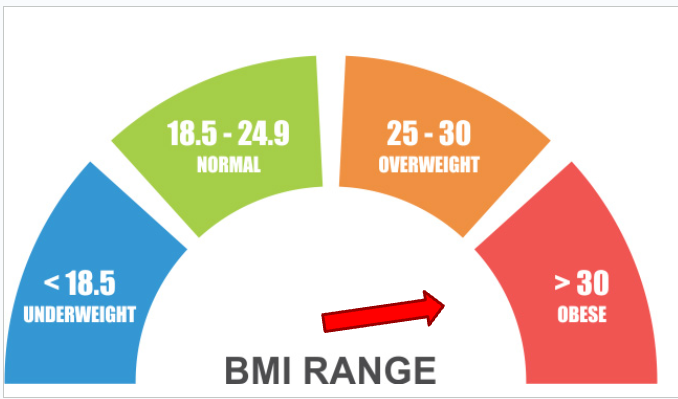 18.5 - 24.9
NORMAL
25 - 30
OVERWEIGHT
< 18.5
UNDERWEIGHT
> 30
OBESE
BMI RANGE